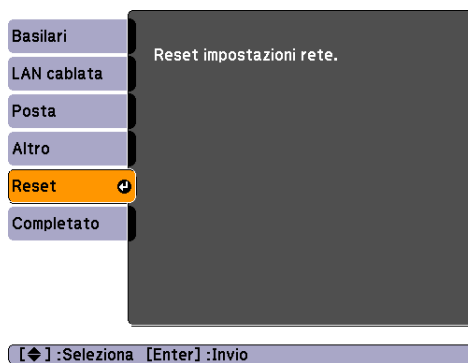 Basilari
LAN cablata
Posta
Altro
Reset
Completato
Reset impostazioni rete.
[◆] :Seleziona [Enter] :Invio